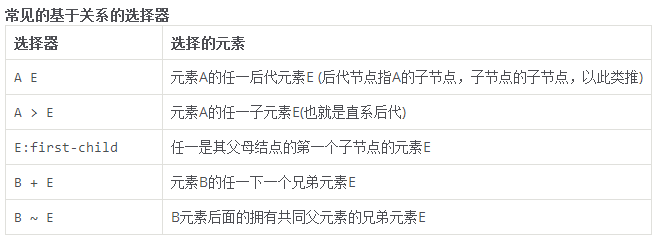 常见的基于关系的选择器
选择器 选择的元素
A E 元素A的任一后代元素E (后代节点指A的子节点，子节点的子节点，以此类推)
A > E 元素A的任一子元素E(也就是直系后代)
E:first-child 任一是其父母结点的第一个子节点的元素E
B + E 元素B的任一下一个兄弟元素E
B ~ E B元素后面的拥有共同父元素的兄弟元素E